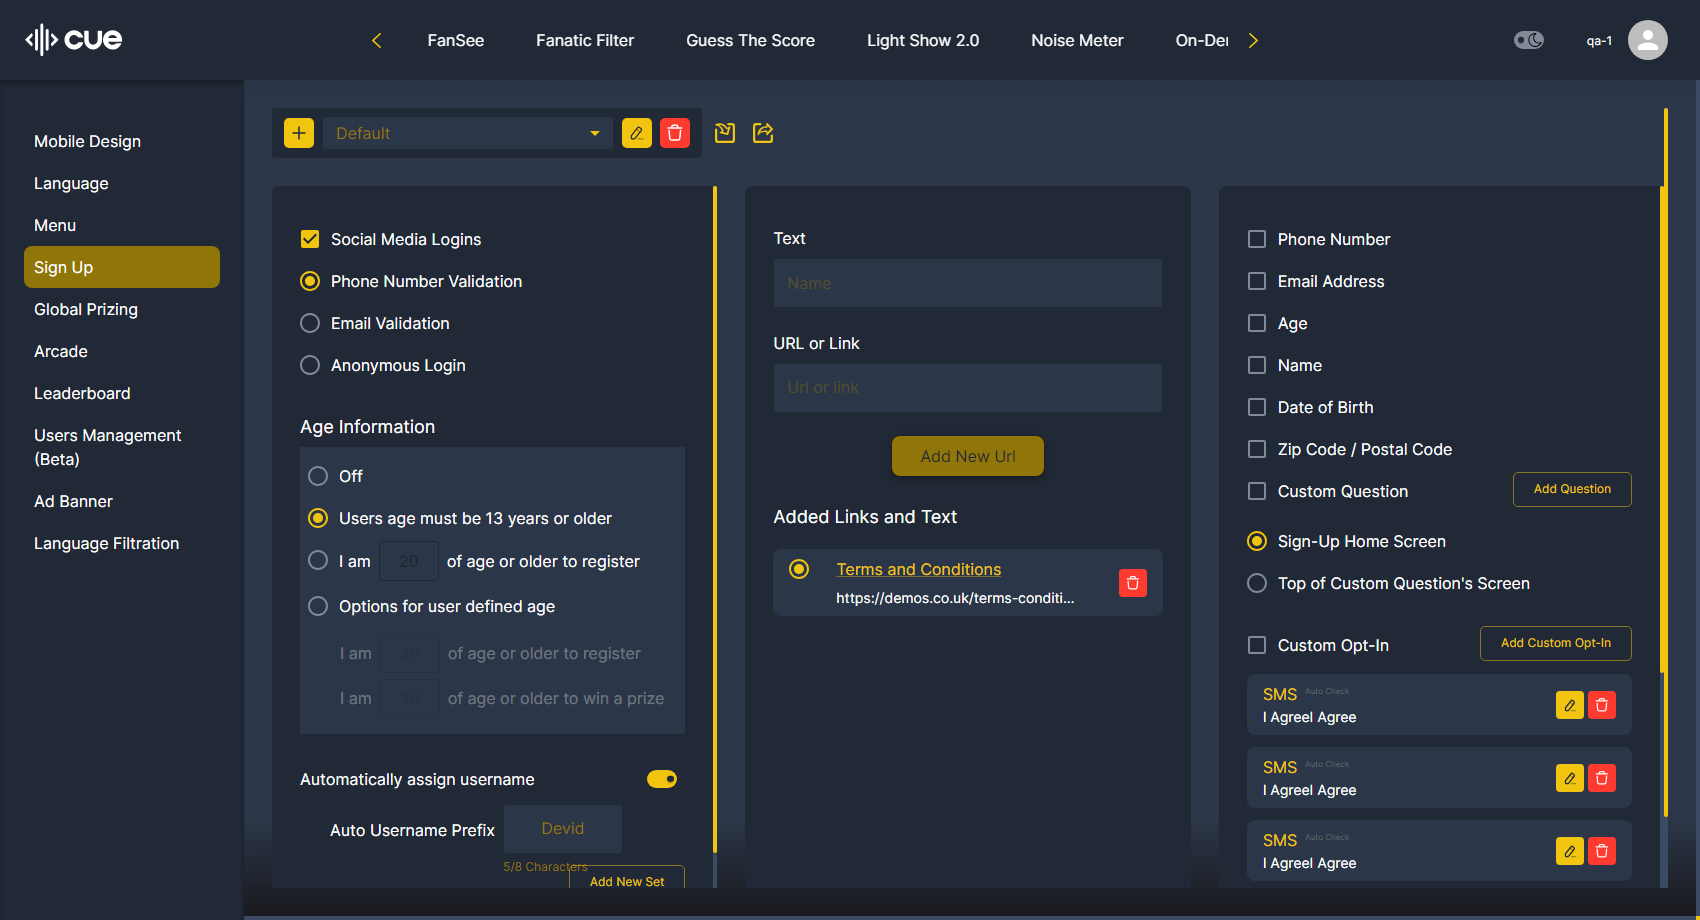 cue
FanSee
Fanatic Filter
Guess The Score
Light Show 2.0
Noise Meter
On-Der
qa-1
Mobile Design
Language
Menu
Sign Up
Global Prizing
Arcade
Leaderboard
Users Management
(Beta)
Ad Banner
Language Filtration
Default
Social Media Logins
Phone Number Validation
Email Validation
Anonymous Login
Age Information
Off
Users age must be 13 years or older
I am 20 of age or older to register
Options for user defined age
I am 20 of age or older to register
I am 30 of age or older to win a prize
Automatically assign username
Auto Username Prefix Devid
5/8 Characters
Add New Set
Text
Name
URL or Link
Url or link
Add New Url
Added Links and Text
Terms and Conditions
https://demos.co.uk/terms-conditi...
Phone Number
Email Address
Age
Name
Date of Birth
Zip Code / Postal Code
Custom Question Add Question
Sign-Up Home Screen
Top of Custom Question's Screen
Custom Opt-In Add Custom Opt-In
SMS Auto Check
I AgreeI Agree
SMS Auto Check
I AgreeI Agree
SMS Auto Check
I AgreeI Agree